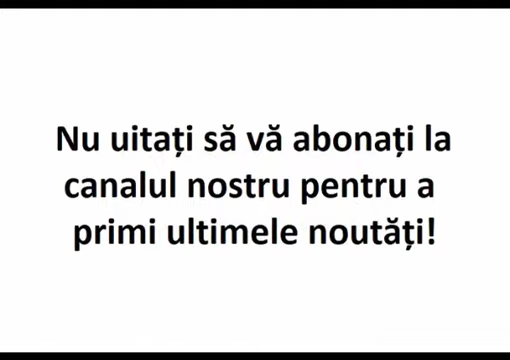 Nu uitați să vă abonați la
canalul nostru pentru a
primi ultimele noutăți!